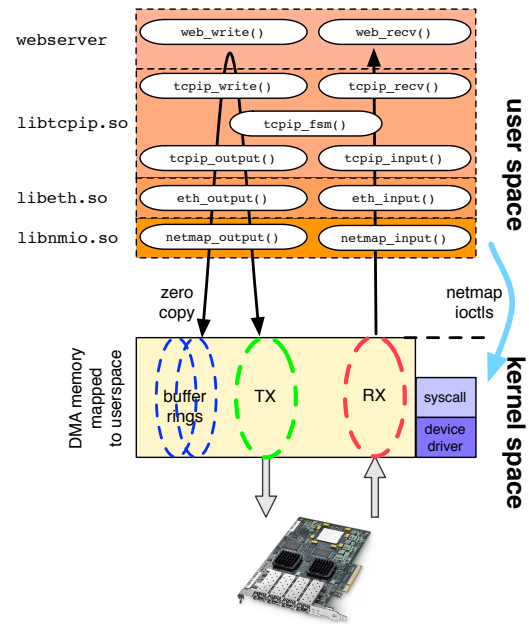 webserver
web_write()
web_recv()
tcpip_write()
tcpip_recv()
libtcpip.so
tcpip_fsm()
tcpip_output()
tcpip_input()
libeth.so
eth_output()
eth_input()
libnmio.so
netmap_output()
netmap_input()
user space
zero
copy
netmap
ioctls
DMA memory
mapped
to userspace
buffer
rings
TX
RX
syscall
device
driver
kernel space